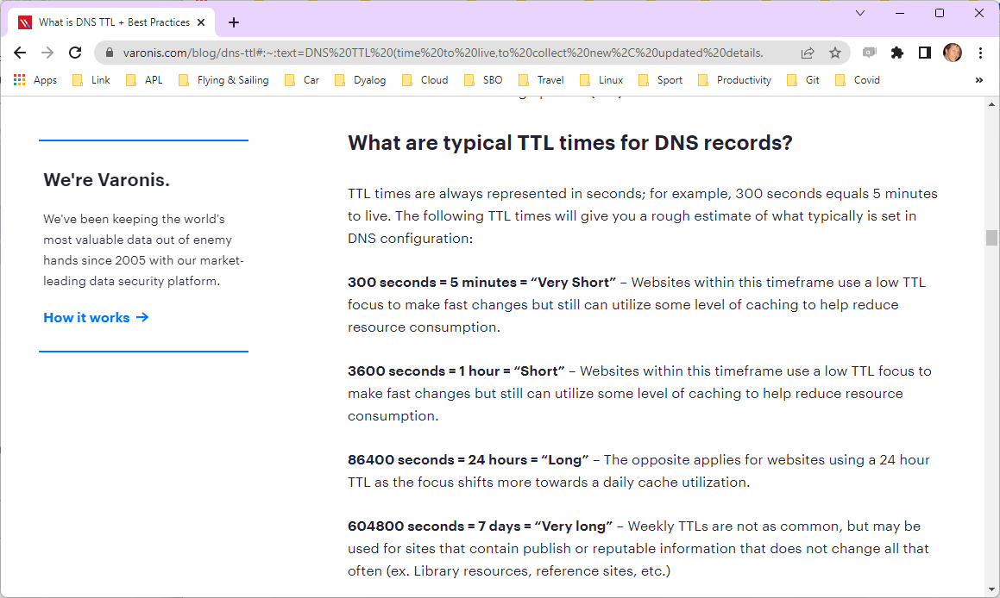 What is DNS TTL + Best Practices
varonis.com/blog/dns-ttl#:~:text=DNS%20TTL%20(time%20to%20live,to%20collect%20new%2C%20updated%20details.
Apps Link APL Flying & Sailing Car Dyalog Cloud SBO Travel Linux Sport Productivity Git Covid »
We're Varonis.
We've been keeping the world's
most valuable data out of enemy
hands since 2005 with our market-
leading data security platform.
How it works →
What are typical TTL times for DNS records?
TTL times are always represented in seconds; for example, 300 seconds equals 5 minutes
to live. The following TTL times will give you a rough estimate of what typically is set in
DNS configuration:
300 seconds = 5 minutes = “Very Short” – Websites within this timeframe use a low TTL
focus to make fast changes but still can utilize some level of caching to help reduce
resource consumption.
3600 seconds = 1 hour = “Short” – Websites within this timeframe use a low TTL focus to
make fast changes but still can utilize some level of caching to help reduce resource
consumption.
86400 seconds = 24 hours = “Long” – The opposite applies for websites using a 24 hour
TTL as the focus shifts more towards a daily cache utilization.
604800 seconds = 7 days = “Very long” – Weekly TTLs are not as common, but may be
used for sites that contain publish or reputable information that does not change all that
often (ex. Library resources, reference sites, etc.)